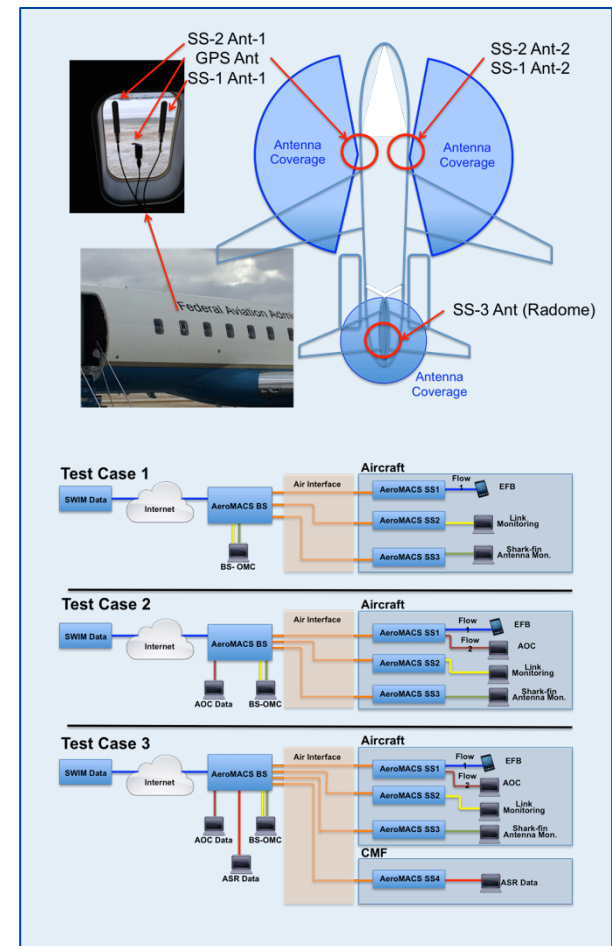 SS-2 Ant-1
GPS Ant
SS-1 Ant-1
SS-2 Ant-2
SS-1 Ant-2
Antenna
Coverage
Antenna
Coverage
Federal Aviation Admi
SS-3 Ant (Radome)
Antenna
Coverage
Test Case 1
Aircraft
SWIM Data
Internet
AeroMACS BS
BS- OMC
Air Interface
AeroMACS SS1
Flow
1
EFB
AeroMACS SS2
Link
Monitoring
AeroMACS SS3
Shark-fin
Antenna Mon.
Test Case 2
Aircraft
SWIM Data
Internet
AeroMACS BS
AOC Data
BS-OMC
Air Interface
AeroMACS SS1
Flow
1
EFB
Flow
2
AOC
AeroMACS SS2
Link
Monitoring
AeroMACS SS3
Shark-fin
Antenna Mon.
Test Case 3
Aircraft
SWIM Data
Internet
AeroMACS BS
AOC Data
BS-OMC
ASR Data
Air Interface
AeroMACS SS1
Flow
1
EFB
Flow
2
AOC
AeroMACS SS2
Link
Monitoring
AeroMACS SS3
Shark-fin
Antenna Mon.
CMF
AeroMACS SS4
ASR Data